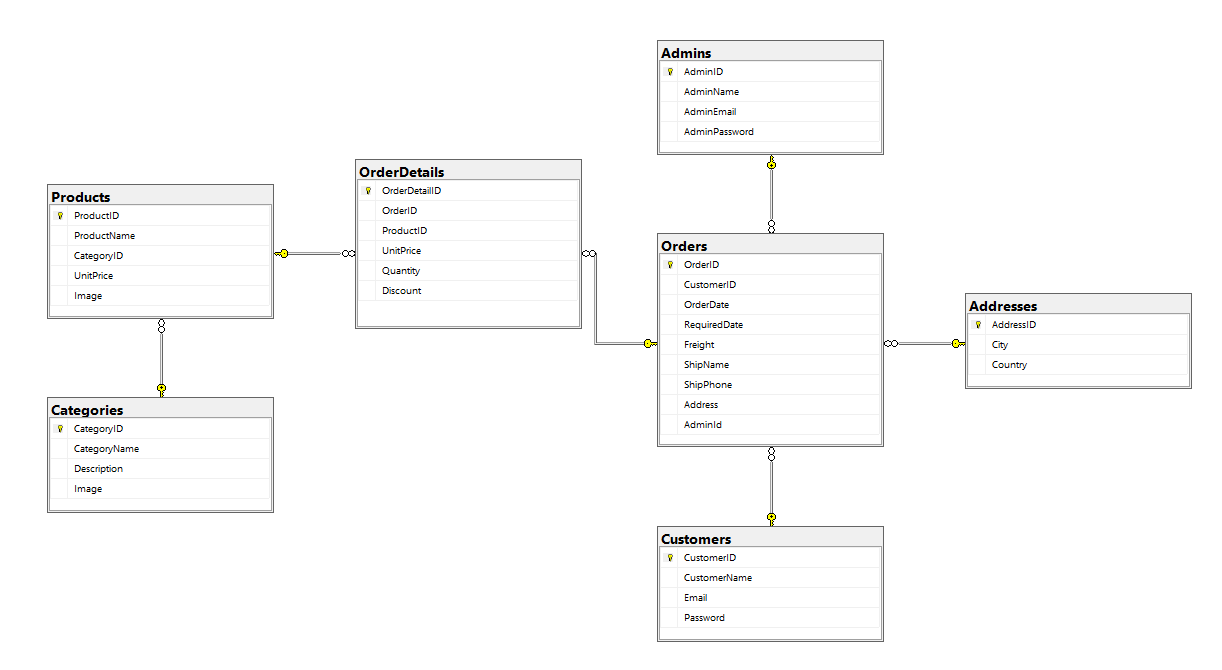 Admins
AdminID
AdminName
AdminEmail
AdminPassword
OrderDetails
OrderDetailID
OrderID
ProductID
UnitPrice
Quantity
Discount
Products
ProductID
ProductName
CategoryID
UnitPrice
Image
Orders
OrderID
CustomerID
OrderDate
RequiredDate
Freight
ShipName
ShipPhone
Address
AdminId
Addresses
AddressID
City
Country
Categories
CategoryID
CategoryName
Description
Image
Customers
CustomerID
CustomerName
Email
Password